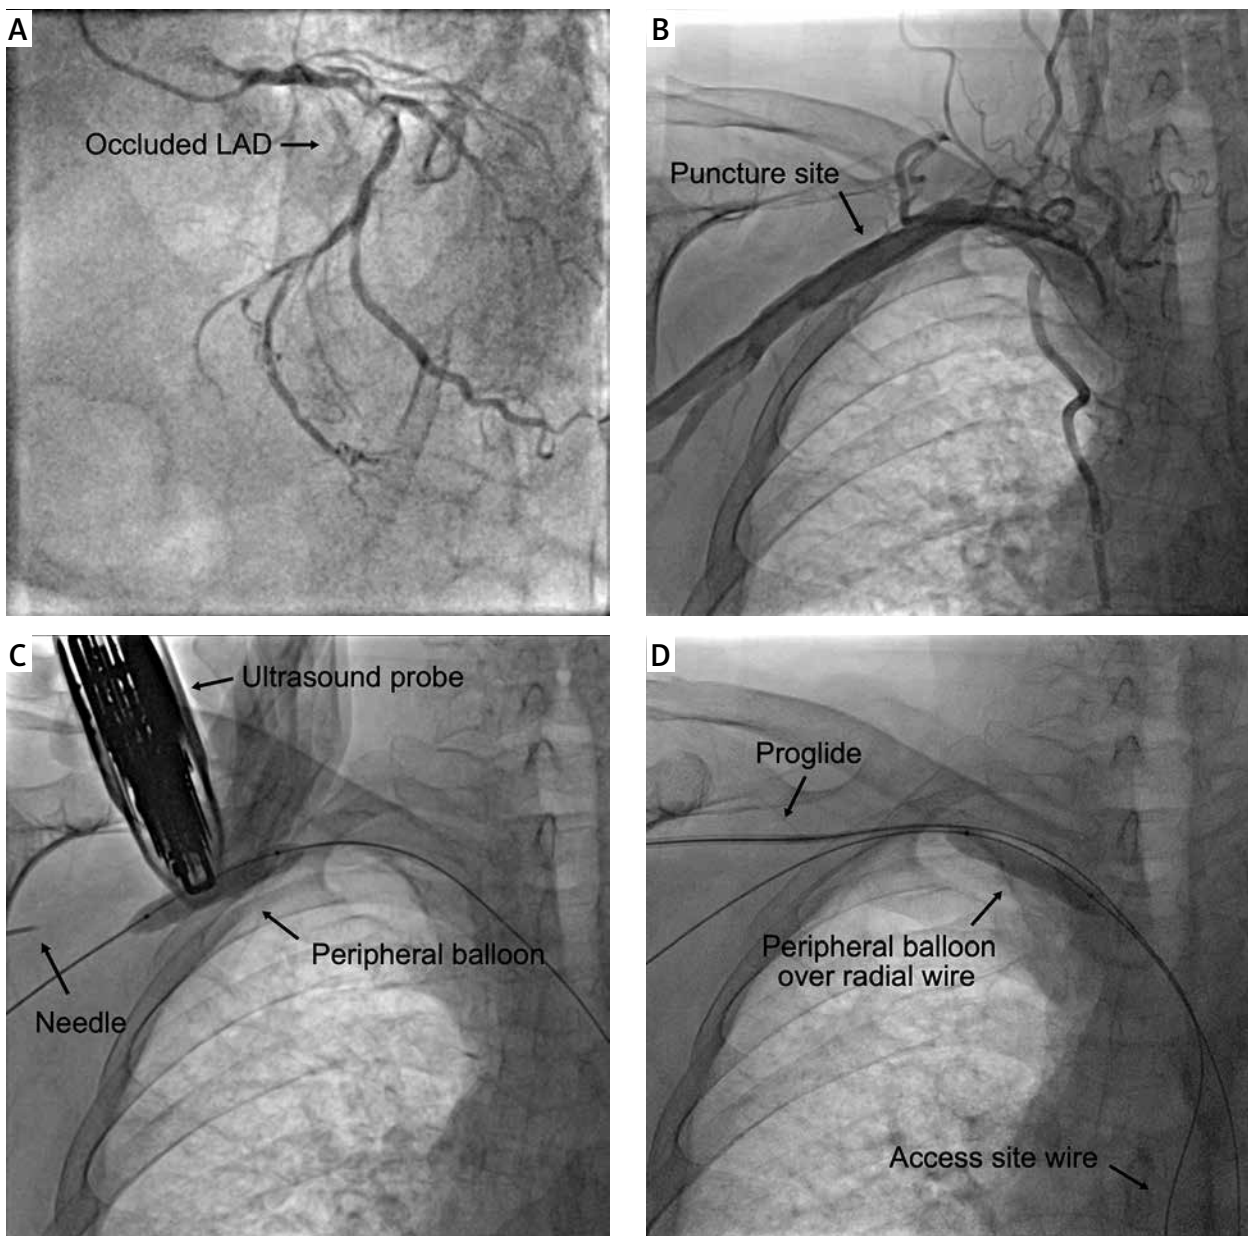 A
Occluded LAD
B
Puncture site
C
Ultrasound probe
Peripheral balloon
Needle
D
Proglide
Peripheral balloon
over radial wire
Access site wire